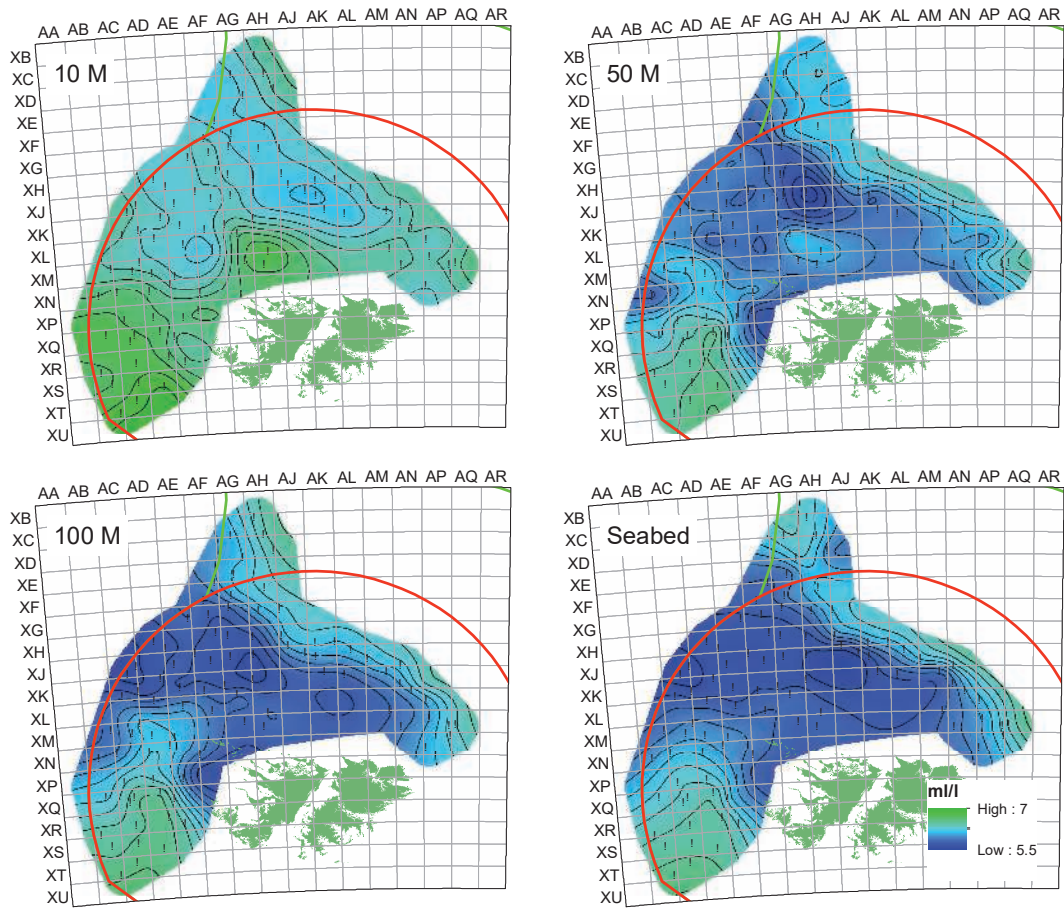 AA AB AC AD AE AF AG AH AJ AK AL AM AN AP AQ AR
10 M
XB
XC
XD
XE
XF
XG
XH
XJ
XK
XL
XM
XN
XP
XQ
XR
XS
XT
XU
AA AB AC AD AE AF AG AH AJ AK AL AM AN AP AQ AR
50 M
XB
XC
XD
XE
XF
XG
XH
XJ
XK
XL
XM
XN
XP
XQ
XR
XS
XT
XU
AA AB AC AD AE AF AG AH AJ AK AL AM AN AP AQ AR
100 M
XB
XC
XD
XE
XF
XG
XH
XJ
XK
XL
XM
XN
XP
XQ
XR
XS
XT
XU
AA AB AC AD AE AF AG AH AJ AK AL AM AN AP AQ AR
Seabed
XB
XC
XD
XE
XF
XG
XH
XJ
XK
XL
XM
XN
XP
XQ
XR
XS
XT
XU
ml/l
High : 7
Low : 5.5